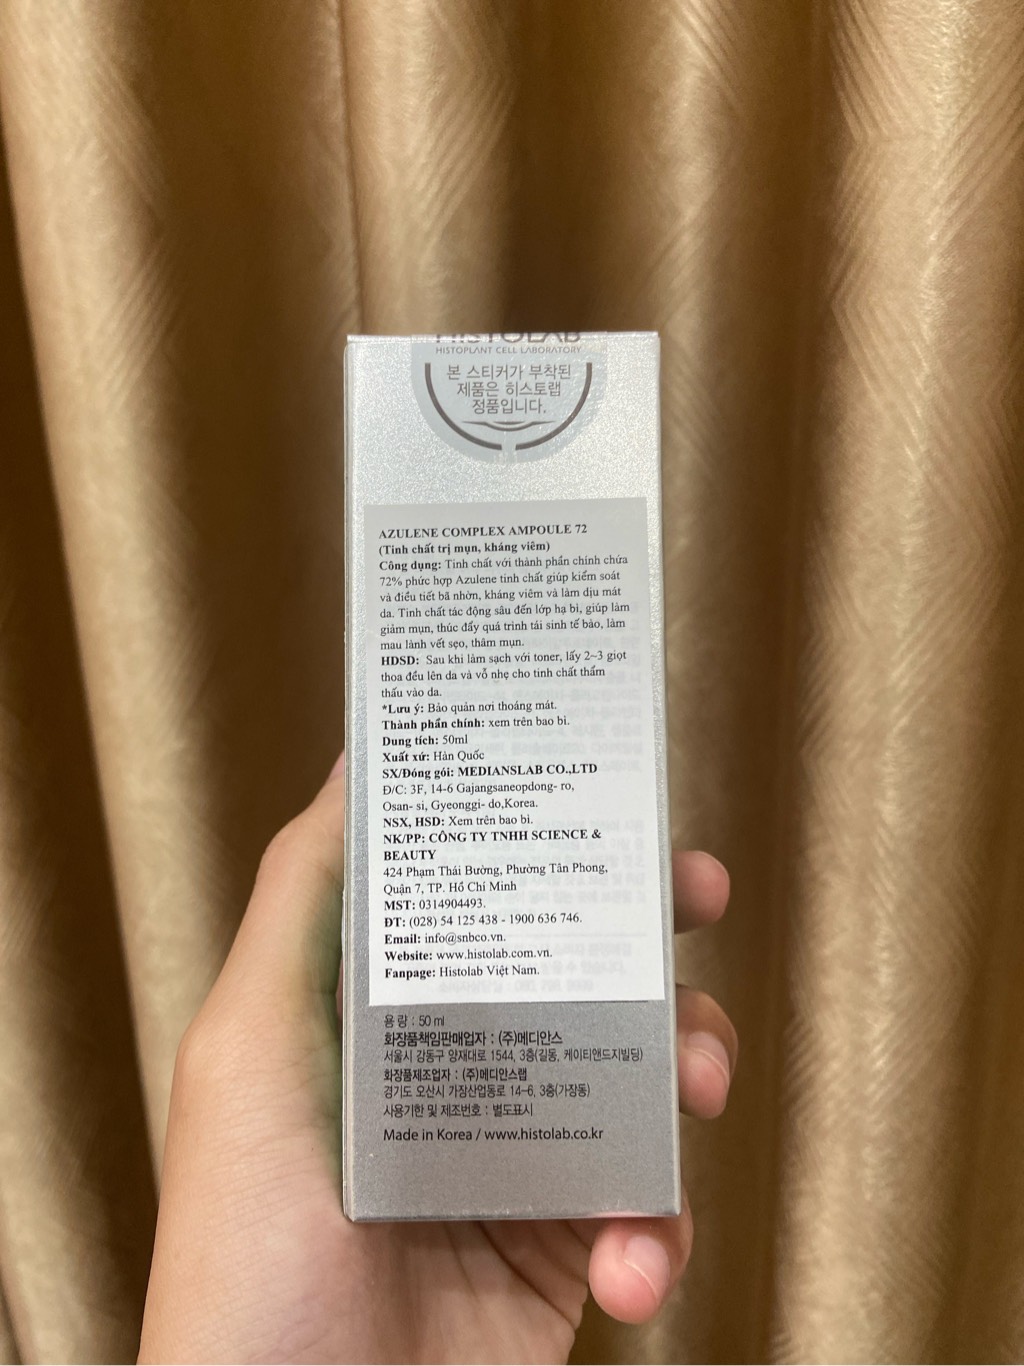 HISTOLAB
HISTOPLANT CELL LABORATORY
본 스티커가 부착된
제품은 히스토랩
정품입니다.
AZULENE COMPLEX AMPOULE 72
(Tinh chất trị mụn, kháng viêm)
Công dụng: Tinh chất với thành phần chính chứa
72% phức hợp Azulene tinh chất giúp kiểm soát
và điều tiết bã nhờn, kháng viêm và làm dịu mát
da. Tinh chất tác động sâu đến lớp hạ bì, giúp làm
giảm mụn, thúc đẩy quá trình tái sinh tế bào, làm
mau lành vết sẹo, thâm mụn.
HDSD: Sau khi làm sạch với toner, lấy 2~3 giọt
thoa đều lên da và vỗ nhẹ cho tinh chất thẩm
thấu vào da.
*Lưu ý: Bảo quản nơi thoáng mát.
Thành phần chính: xem trên bao bì.
Dung tích: 50ml
Xuất xứ: Hàn Quốc
SX/Đóng gói: MEDIANSLAB CO.,LTD
Đ/C: 3F, 14-6 Gajangsaneopdong- ro,
Osan- si, Gyeonggi- do,Korea.
NSX, HSD: Xem trên bao bì.
NK/PP: CÔNG TY TNHH SCIENCE &
BEAUTY
424 Phạm Thái Bường, Phường Tân Phong,
Quận 7, TP. Hồ Chí Minh
MST: 0314904493.
ĐT: (028) 54 125 438 - 1900 636 746.
Email: info@snbco.vn.
Website: www.histolab.com.vn.
Fanpage: Histolab Việt Nam.
용 량 : 50 ml
화장품책임판매업자 : (주)메디안스
서울시 강동구 양재대로 1544, 3층(길동, 케이티앤드지빌딩)
화장품제조업자 : (주)메디안스랩
경기도 오산시 가장산업동로 14-6, 3층(가장동)
사용기한 및 제조번호 : 별도표시
Made in Korea / www.histolab.co.kr